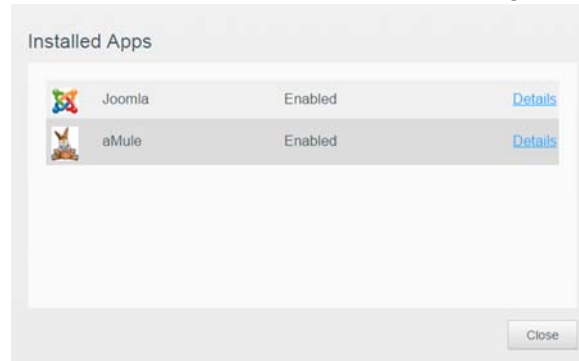 Installed Apps
Joomla Enabled Details
aMule Enabled Details
Close